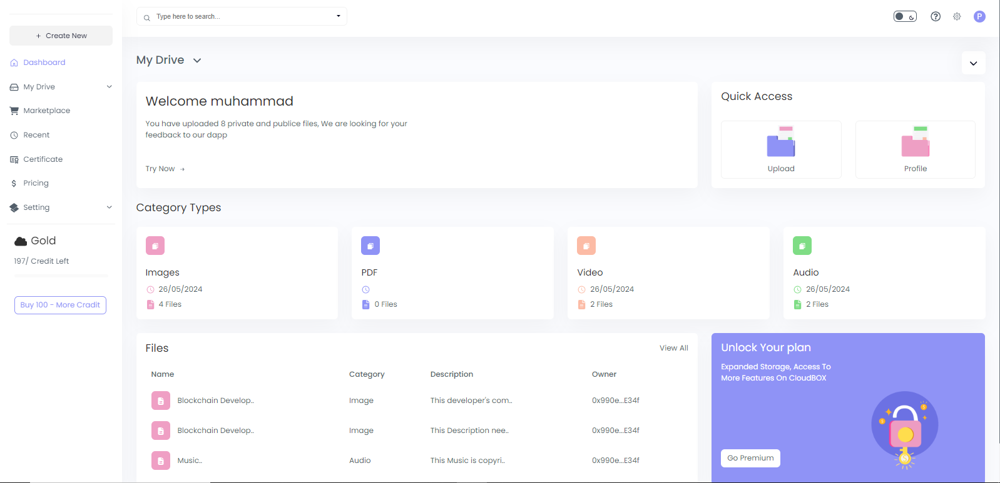 Type here to search...
P
+ Create New
Dashboard
My Drive
Marketplace
Recent
Certificate
$ Pricing
Setting
Gold
197/ Credit Left
Buy 100 - More Cradit
My Drive
Welcome muhammad
You have uploaded 8 private and publice files, We are looking for your
feedback to our dapp
Try Now →
Quick Access
Upload
Profile
Category Types
Images
26/05/2024
4 Files
PDF
0 Files
Video
26/05/2024
2 Files
Audio
26/05/2024
2 Files
Files
View All
Name Category Description Owner
Blockchain Develop.. Image This developer's com.. 0x990e...E34f
Blockchain Develop.. Image This Description nee.. 0x990e...E34f
Music.. Audio This Music is copyri.. 0x990e...E34f
Unlock Your plan
Expanded Storage, Access To
More Features On CloudBOX
Go Premium